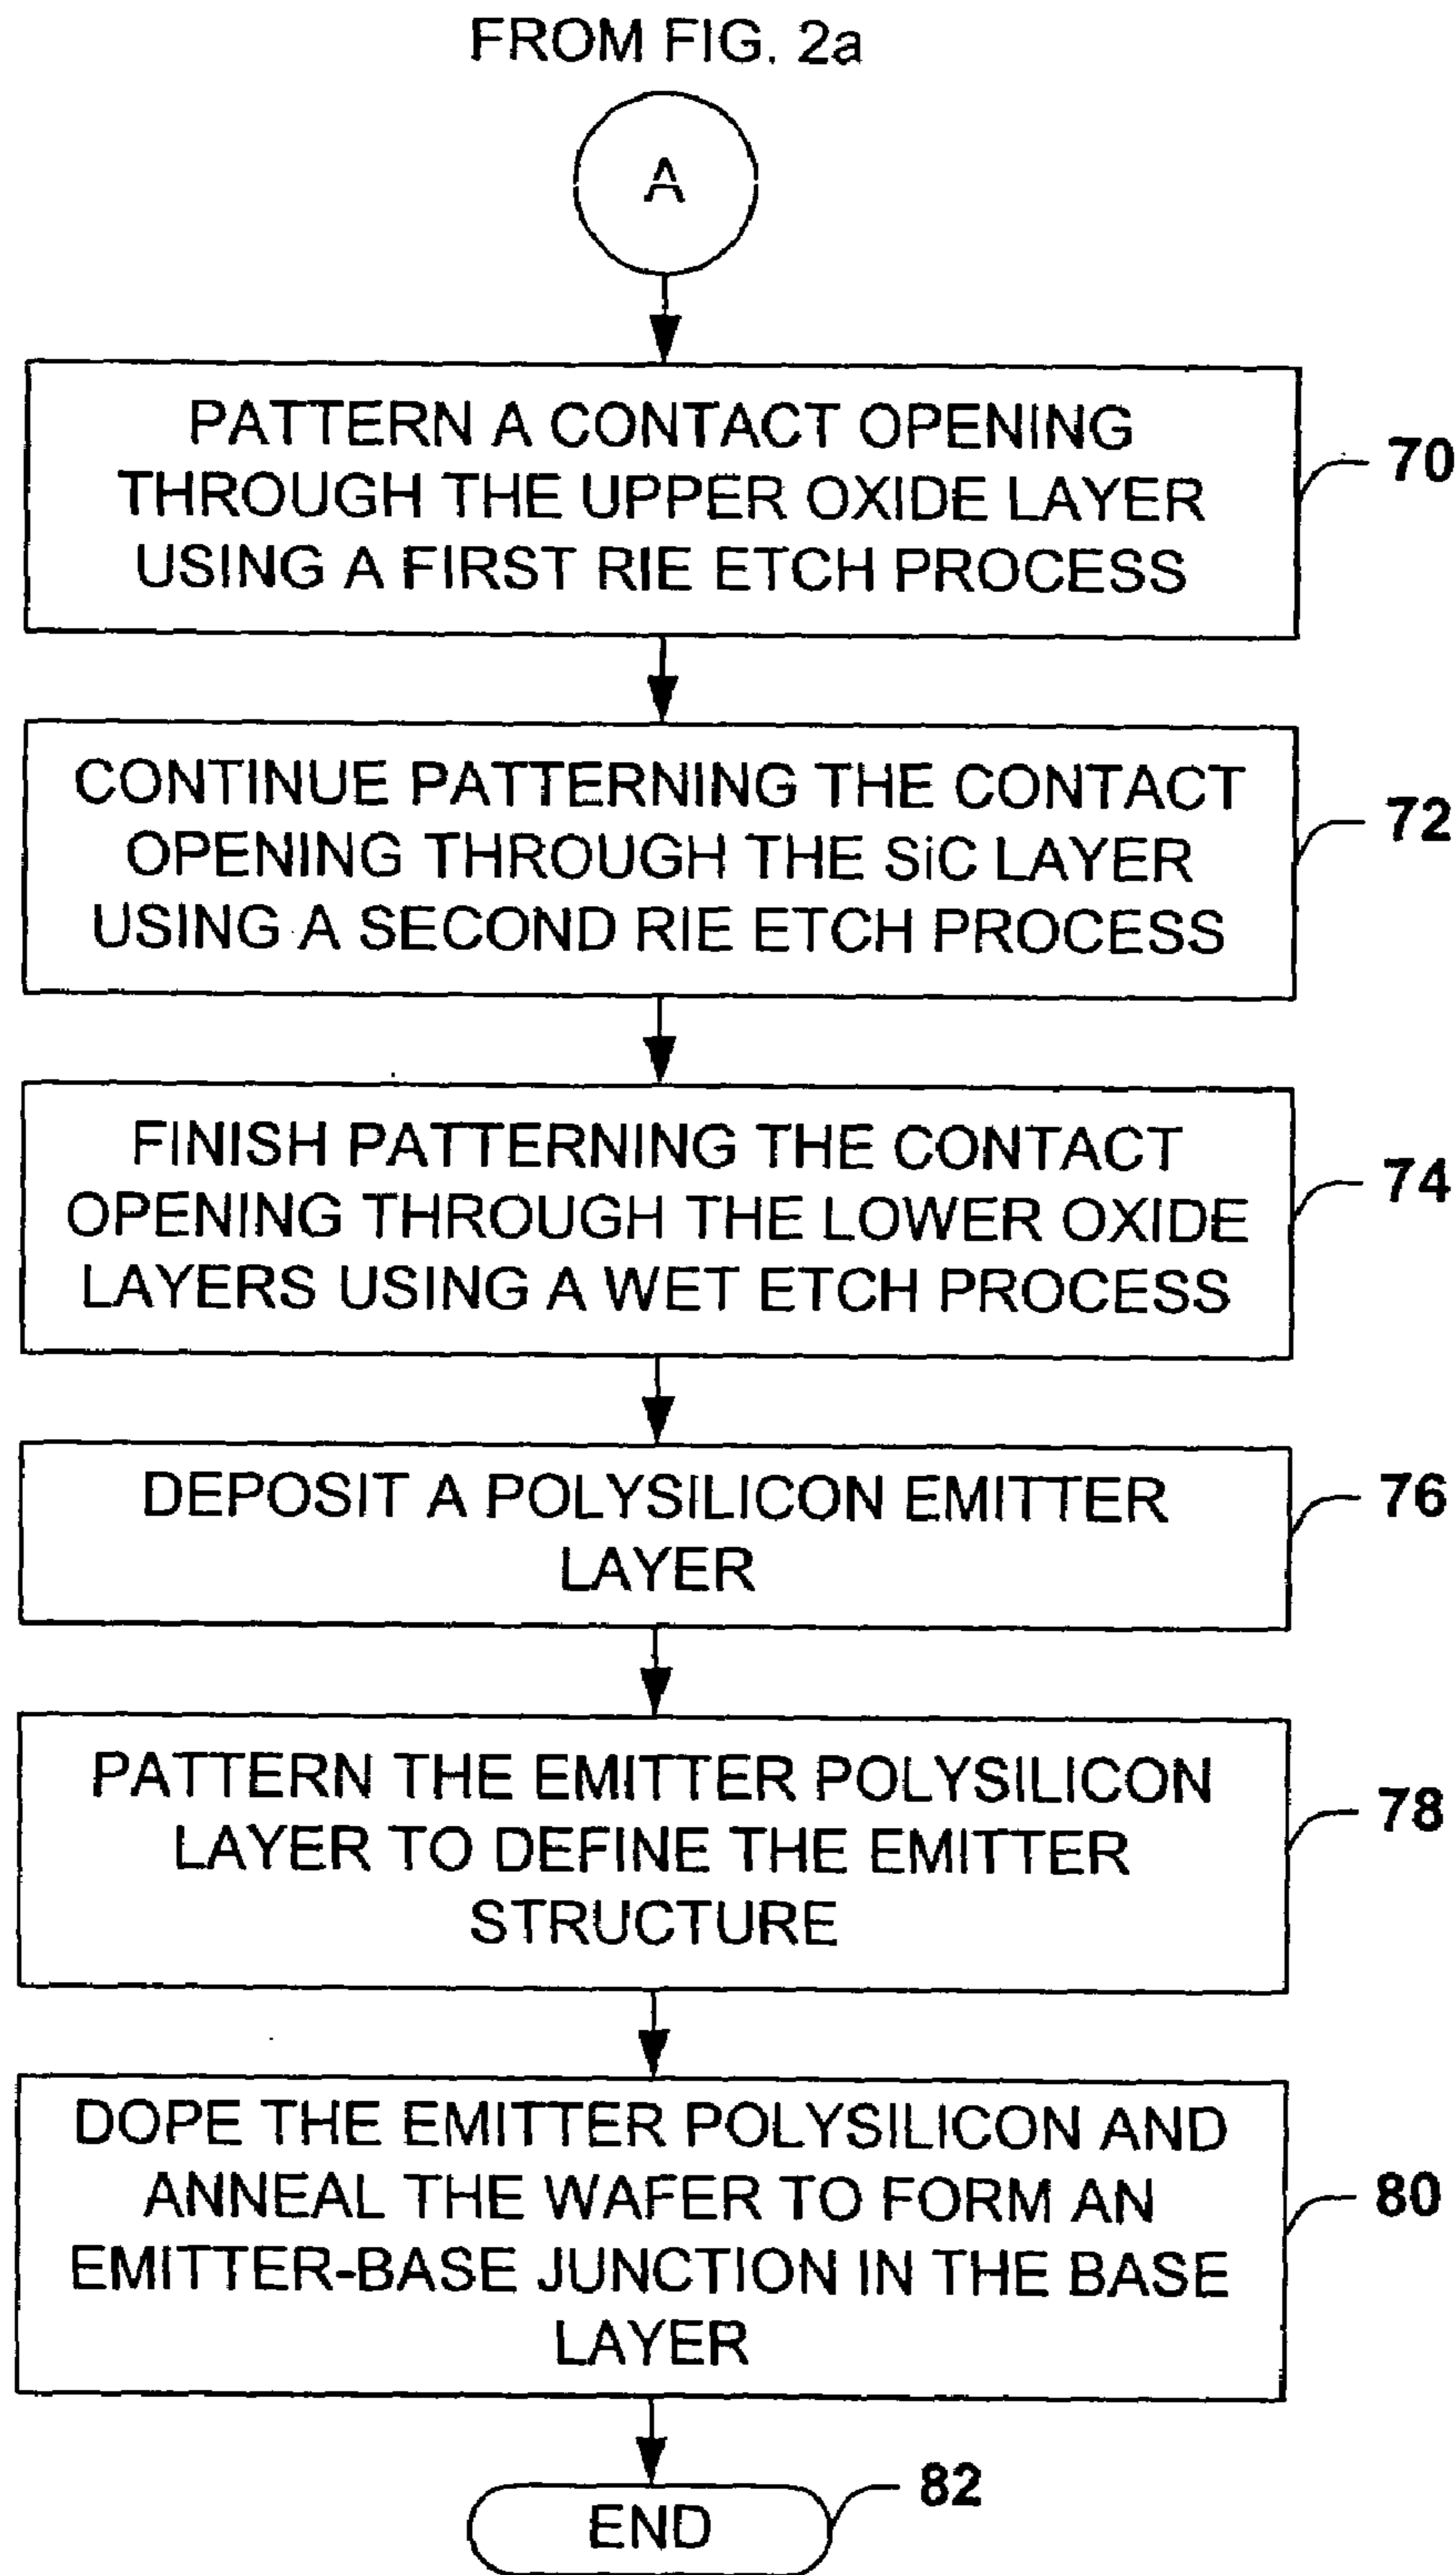 FROM FIG. 2a
A
PATTERN A CONTACT OPENING
THROUGH THE UPPER OXIDE LAYER
USING A FIRST RIE ETCH PROCESS
70
CONTINUE PATTERNING THE CONTACT
OPENING THROUGH THE SiC LAYER
USING A SECOND RIE ETCH PROCESS
72
FINISH PATTERNING THE CONTACT
OPENING THROUGH THE LOWER OXIDE
LAYERS USING A WET ETCH PROCESS
74
DEPOSIT A POLYSILICON EMITTER
LAYER
76
PATTERN THE EMITTER POLYSILICON
LAYER TO DEFINE THE EMITTER
STRUCTURE
78
DOPE THE EMITTER POLYSILICON AND
ANNEAL THE WAFER TO FORM AN
EMITTER-BASE JUNCTION IN THE BASE
LAYER
80
END
82